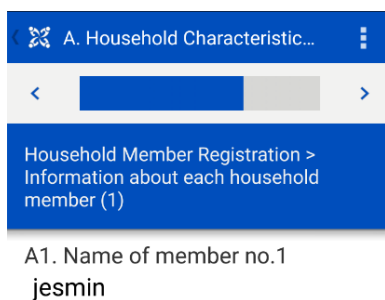 A. Household Characteristic...
Household Member Registration >
Information about each household
member (1)
A1. Name of member no.1
jesmin